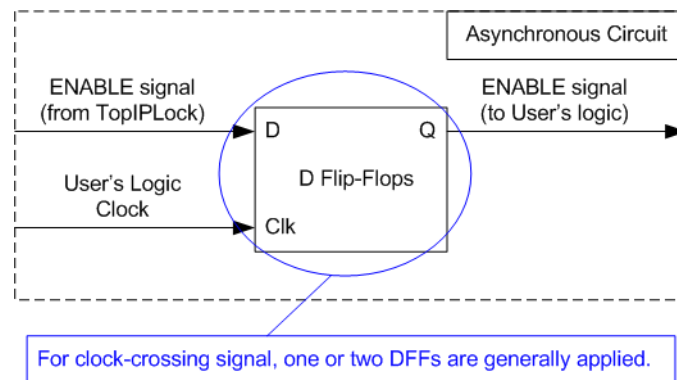 Asynchronous Circuit
ENABLE signal
(from TopIPLock)
ENABLE signal
(to User's logic)
D
Q
D Flip-Flops
User's Logic
Clock
Clk
For clock-crossing signal, one or two DFFs are generally applied.